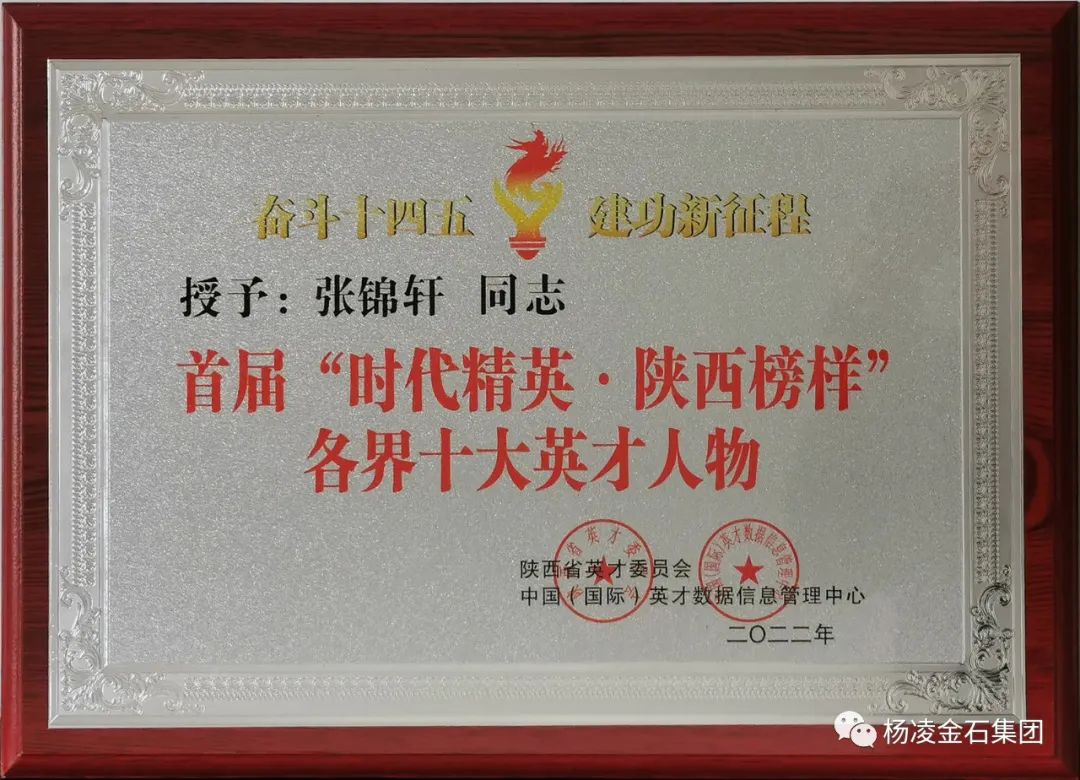 奋斗十四五 建功新征程
授予：张锦轩 同志
首届“时代精英·陕西榜样”
各界十大英才人物
陕西省英才委员会
中国（国际）英才数据信息管理中心
二〇二二年
杨凌金石集团